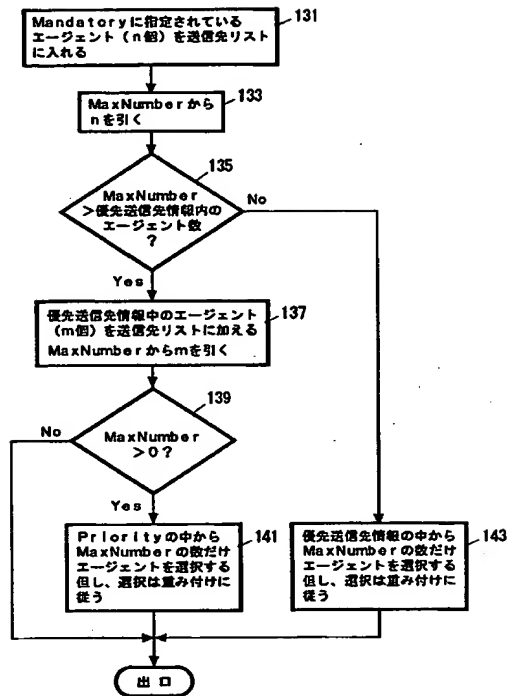 Mandatoryに指定されている
エージェント（n個）を送信先リスト
に入れる
131
MaxNumberから
nを引く
133
135
MaxNumber
＞優先送信先情報内の
エージェント数
？
No
Yes
優先送信先情報中のエージェント
（m個）を送信先リストに加える
MaxNumberからmを引く
137
139
No
MaxNumber
＞0？
Yes
Priorityの中から
MaxNumberの数だけ
エージェントを選択する
但し、選択は重み付けに
従う
141
優先送信先情報の中から
MaxNumberの数だけ
エージェントを選択する
但し、選択は重み付けに
従う
143
出口